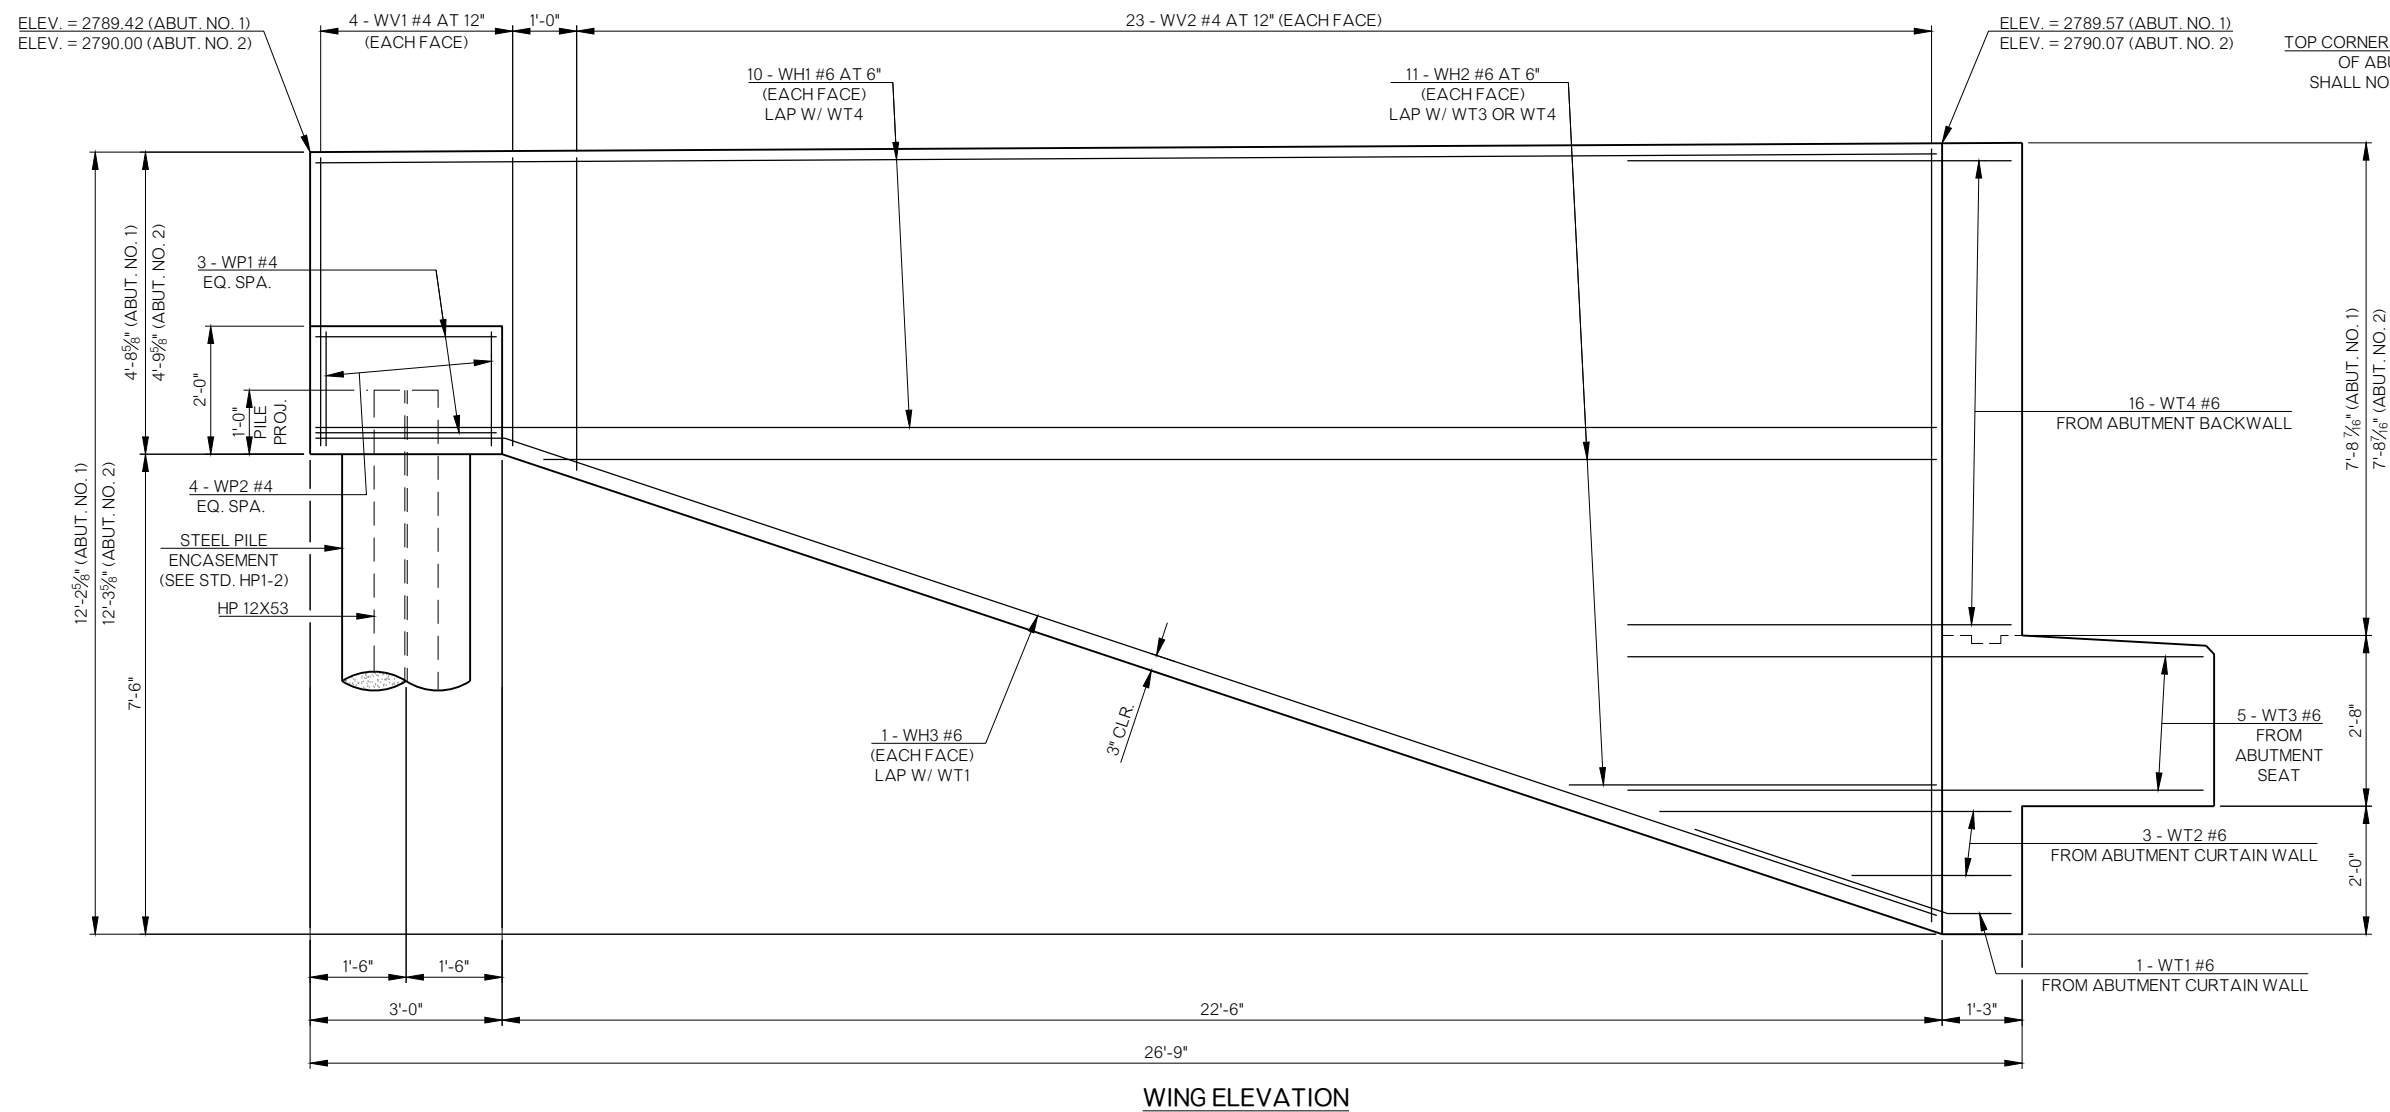 ELEV. = 2789.42 (ABUT. NO. 1)
ELEV. = 2790.00 (ABUT. NO. 2)
4 - WV1 #4 AT 12"
(EACH FACE)
1'-0"
23 - WV2 #4 AT 12" (EACH FACE)
ELEV. = 2789.57 (ABUT. NO. 1)
ELEV. = 2790.07 (ABUT. NO. 2)
TOP CORNER
OF ABU
SHALL NO
10 - WH1 #6 AT 6"
(EACH FACE)
LAP W/ WT4
11 - WH2 #6 AT 6"
(EACH FACE)
LAP W/ WT3 OR WT4
12'-2⅝" (ABUT. NO. 1)
12'-3⅝" (ABUT. NO. 2)
4'-8⅝" (ABUT. NO. 1)
4'-9⅝" (ABUT. NO. 2)
7'-6"
3 - WP1 #4
EQ. SPA.
2'-0"
1'-0"
PILE
PROJ.
4 - WP2 #4
EQ. SPA.
STEEL PILE
ENCASEMENT
(SEE STD. HP1-2)
HP 12X53
1 - WH3 #6
(EACH FACE)
LAP W/ WT1
3" CLR.
7'-8 7/16" (ABUT. NO. 1)
7'-8 7/16" (ABUT. NO. 2)
16 - WT4 #6
FROM ABUTMENT BACKWALL
5 - WT3 #6
FROM
ABUTMENT
SEAT
2'-8"
3 - WT2 #6
FROM ABUTMENT CURTAIN WALL
2'-0"
1 - WT1 #6
FROM ABUTMENT CURTAIN WALL
1'-6"
1'-6"
3'-0"
22'-6"
1'-3"
26'-9"
WING ELEVATION